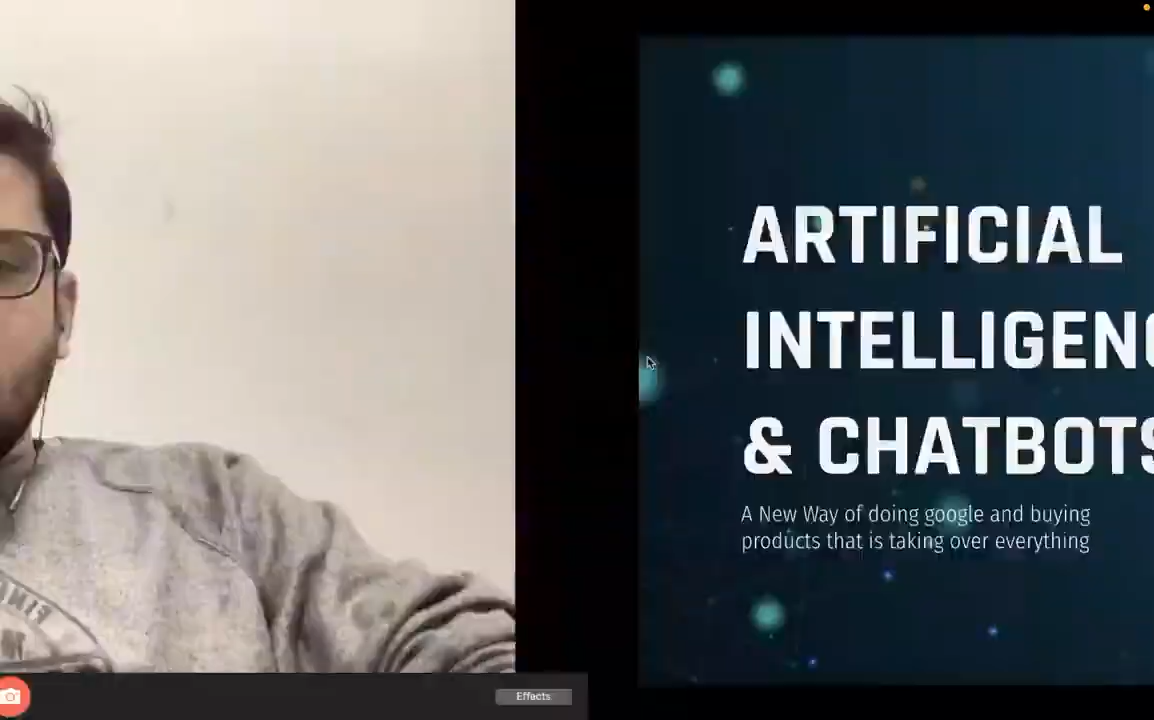 ARTIFICIAL
INTELLIGENC
& CHATBOTS
A New Way of doing google and buying
products that is taking over everything
Effects